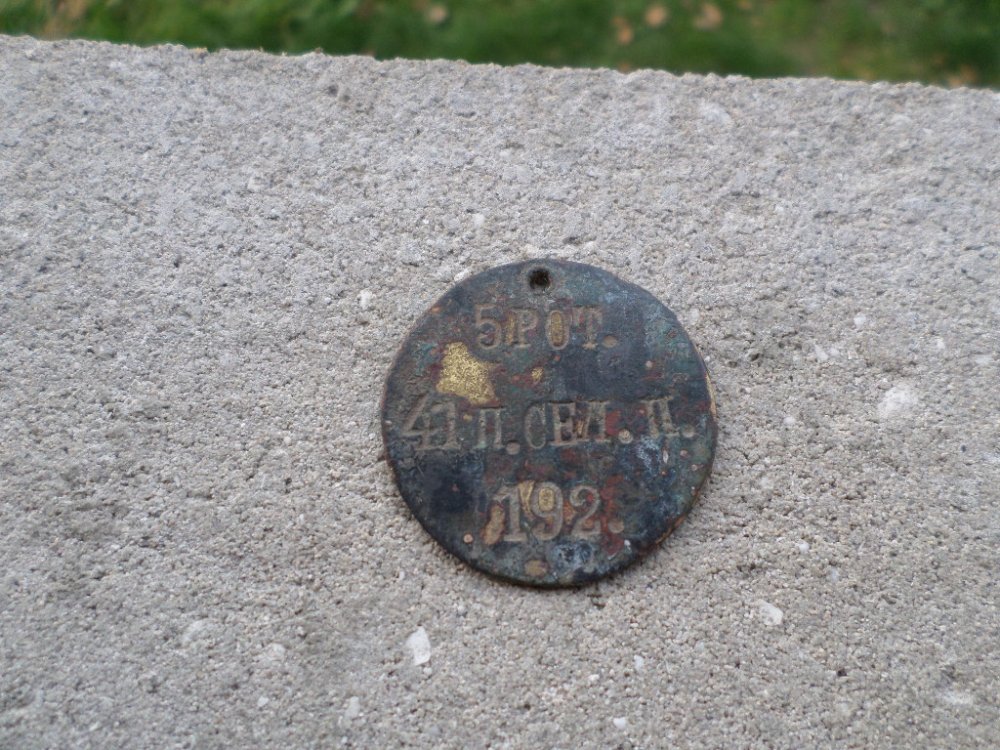 5 РОТ.
41 П. СЕЛ. П.
192.